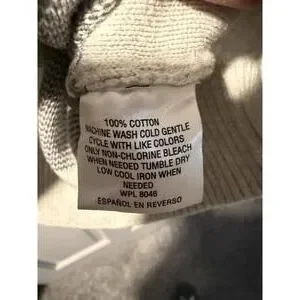 100% COTTON
MACHINE WASH COLD GENTLE
CYCLE WITH LIKE COLORS
ONLY NON-CHLORINE BLEACH
WHEN NEEDED TUMBLE DRY
LOW COOL IRON WHEN
NEEDED
WPL 8046
ESPAÑOL EN REVERSO